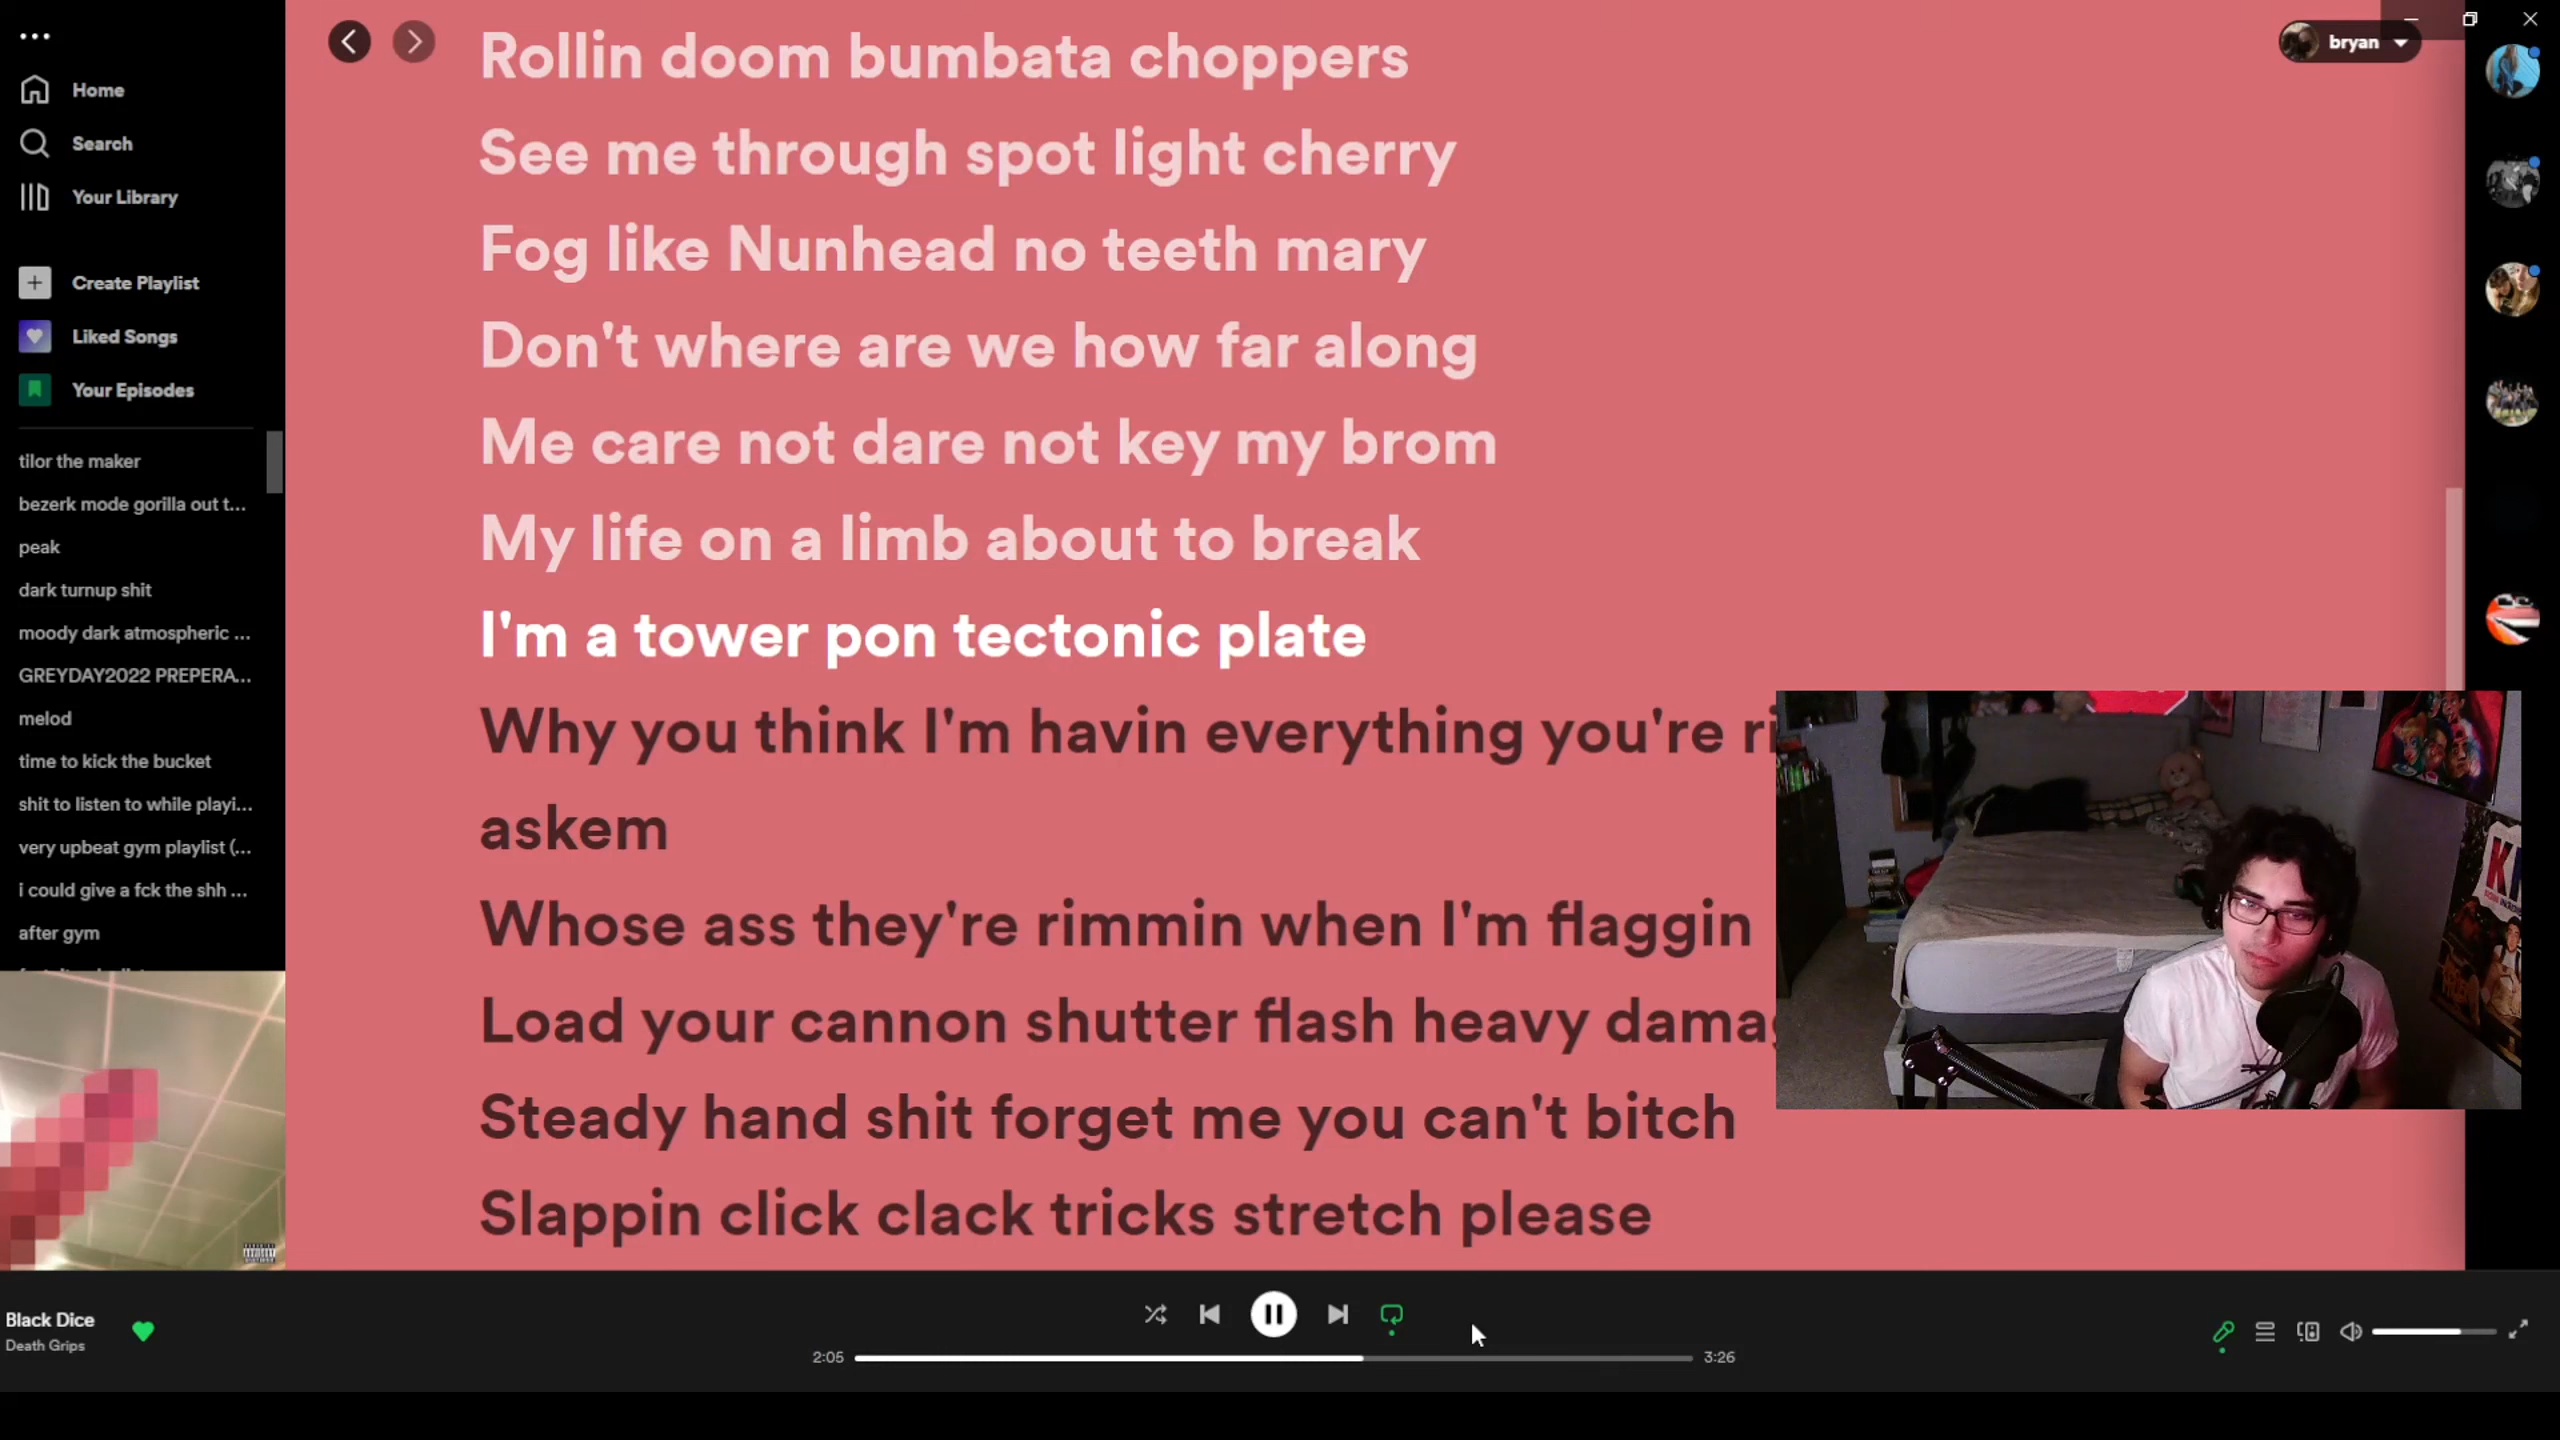 Home
Search
Your Library
Create Playlist
Liked Songs
Your Episodes
tilor the maker
bezerk mode gorilla out t...
peak
dark turnup shit
moody dark atmospheric ...
GREYDAY2022 PREPERA...
melod
time to kick the bucket
shit to listen to while playi...
very upbeat gym playlist (...
i could give a fck the shh ...
after gym
bryan
Rollin doom bumbata choppers
See me through spot light cherry
Fog like Nunhead no teeth mary
Don't where are we how far along
Me care not dare not key my brom
My life on a limb about to break
I'm a tower pon tectonic plate
Why you think I'm havin everything you're ri
askem
Whose ass they're rimmin when I'm flaggin
Load your cannon shutter flash heavy damag
Steady hand shit forget me you can't bitch
Slappin click clack tricks stretch please
Black Dice
Death Grips
2:05
3:26